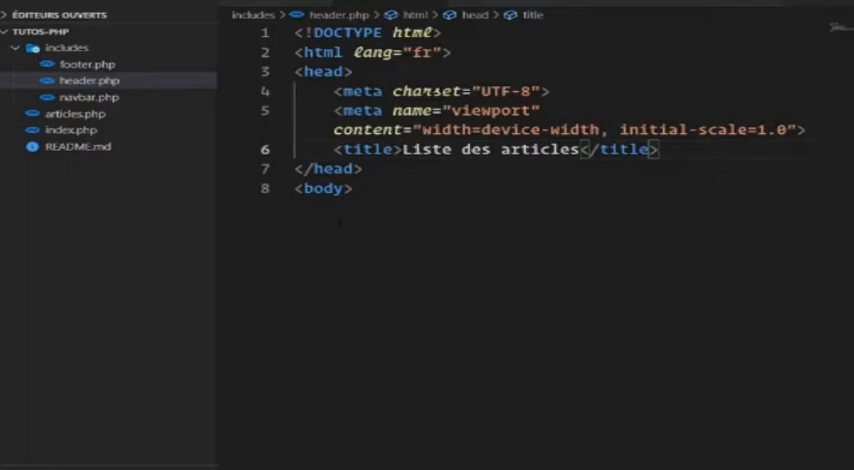 ÉDITEURS OUVERTS
TUTOS-PHP
includes
footer.php
header.php
navbar.php
articles.php
index.php
README.md
includes > header.php > html > head > title
1 <!DOCTYPE html>
2 <html lang="fr">
3 <head>
4 <meta charset="UTF-8">
5 <meta name="viewport"
content="width=device-width, initial-scale=1.0">
6 <title>Liste des articles</title>
7 </head>
8 <body>